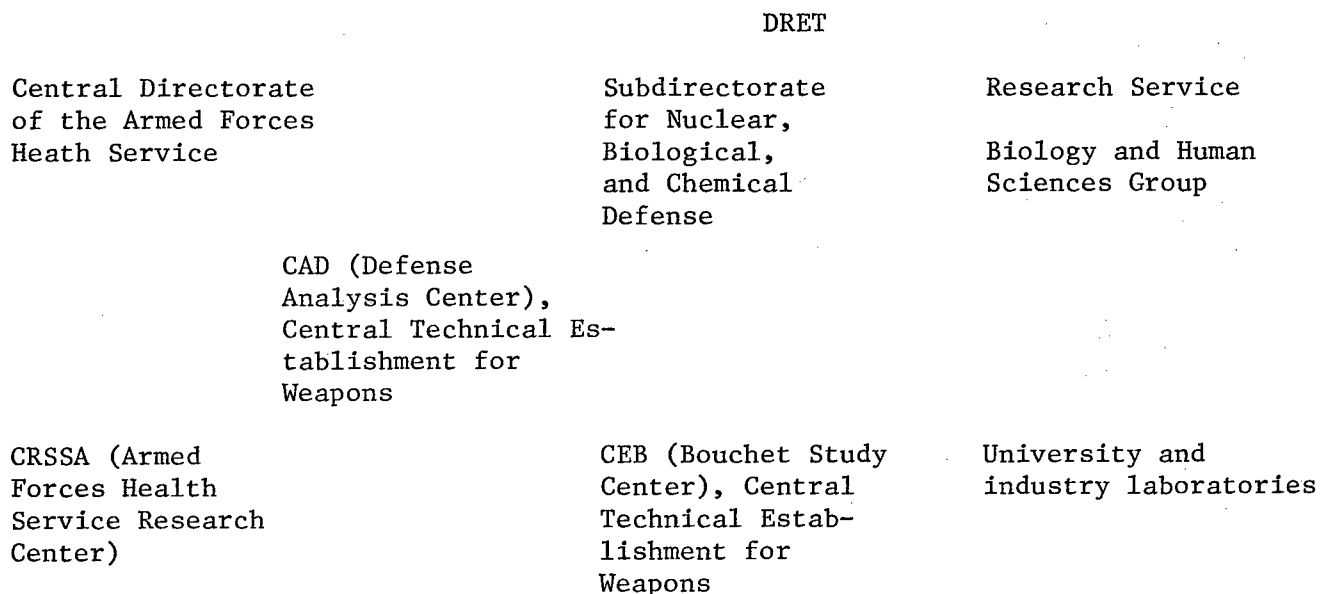 DRET
Central Directorate
of the Armed Forces
Heath Service
Subdirectorate
for Nuclear,
Biological,
and Chemical
Defense
Research Service
Biology and Human
Sciences Group
CAD (Defense
Analysis Center),
Central Technical Es-
tablishment for
Weapons
CRSSA (Armed
Forces Health
Service Research
Center)
CEB (Bouchet Study
Center), Central
Technical Estab-
lishment for
Weapons
University and
industry laboratories